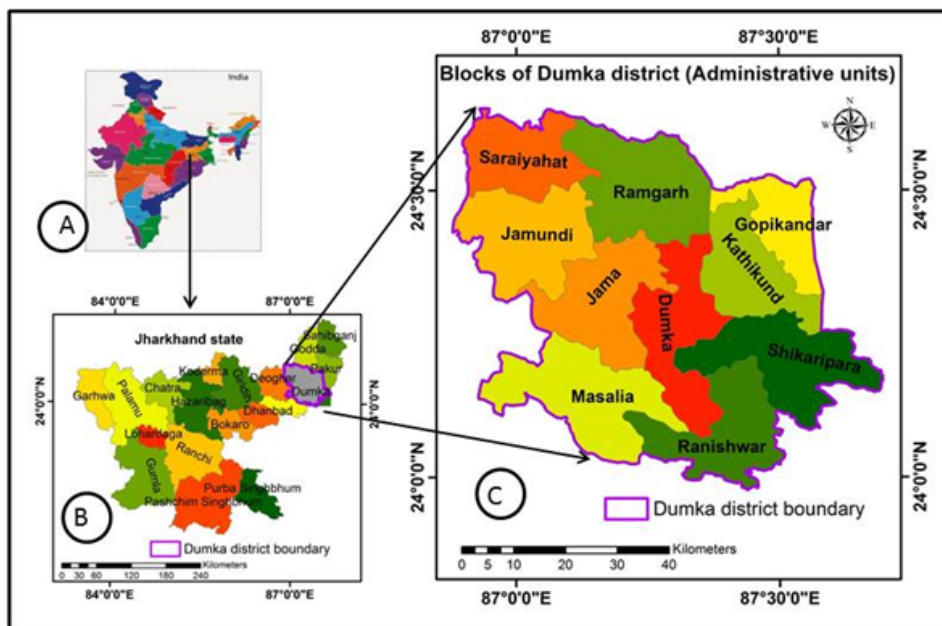 India
A
84°0'0"E
87°0'0"E
Jharkhand state
Sahibganj
Godda
Pakur
Koderma
Giridih
Deoghar
Dumka
Chatra
Palamu
Garhwa
Hazaribag
Dhanbad
Bokaro
Lohardaga
Ranchi
Gumla
Purba Singhbhum
Pashchim Singhbhum
24°0'0"N
24°0'0"N
B
Dumka district boundary
Kilometers
0 30 60 120 180 240
84°0'0"E
87°0'0"E
87°0'0"E
87°30'0"E
Blocks of Dumka district (Administrative units)
N
W E
S
Saraiyahat
Ramgarh
24°30'0"N
24°30'0"N
Gopikandar
Jamundi
Kathikund
Jama
Dumka
Shikaripara
Masalia
Ranishwar
24°0'0"N
24°0'0"N
C
Dumka district boundary
Kilometers
0 5 10 20 30 40
87°0'0"E
87°30'0"E